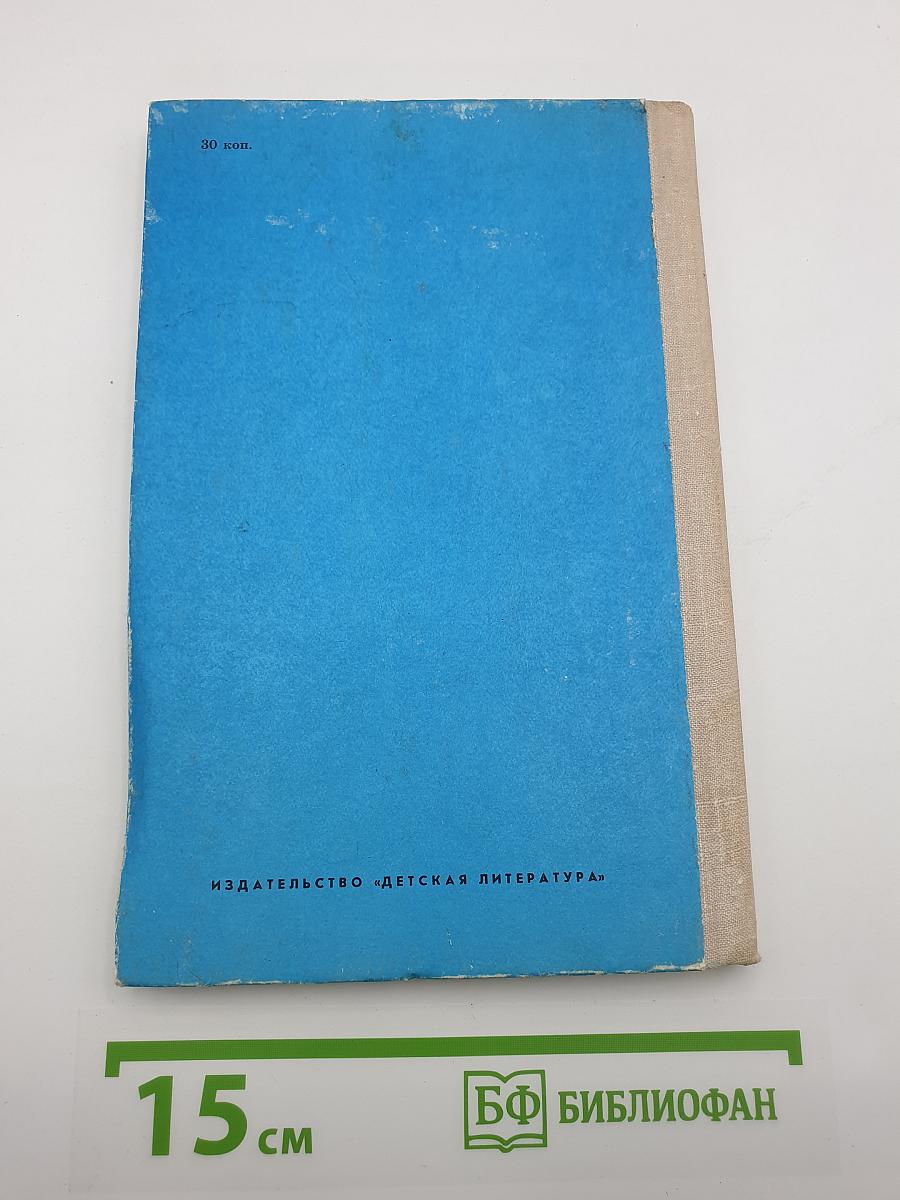 30 коп.
ИЗДАТЕЛЬСТВО «ДЕТСКАЯ ЛИТЕРАТУРА»
15 см
БФ БИБЛИОФАН